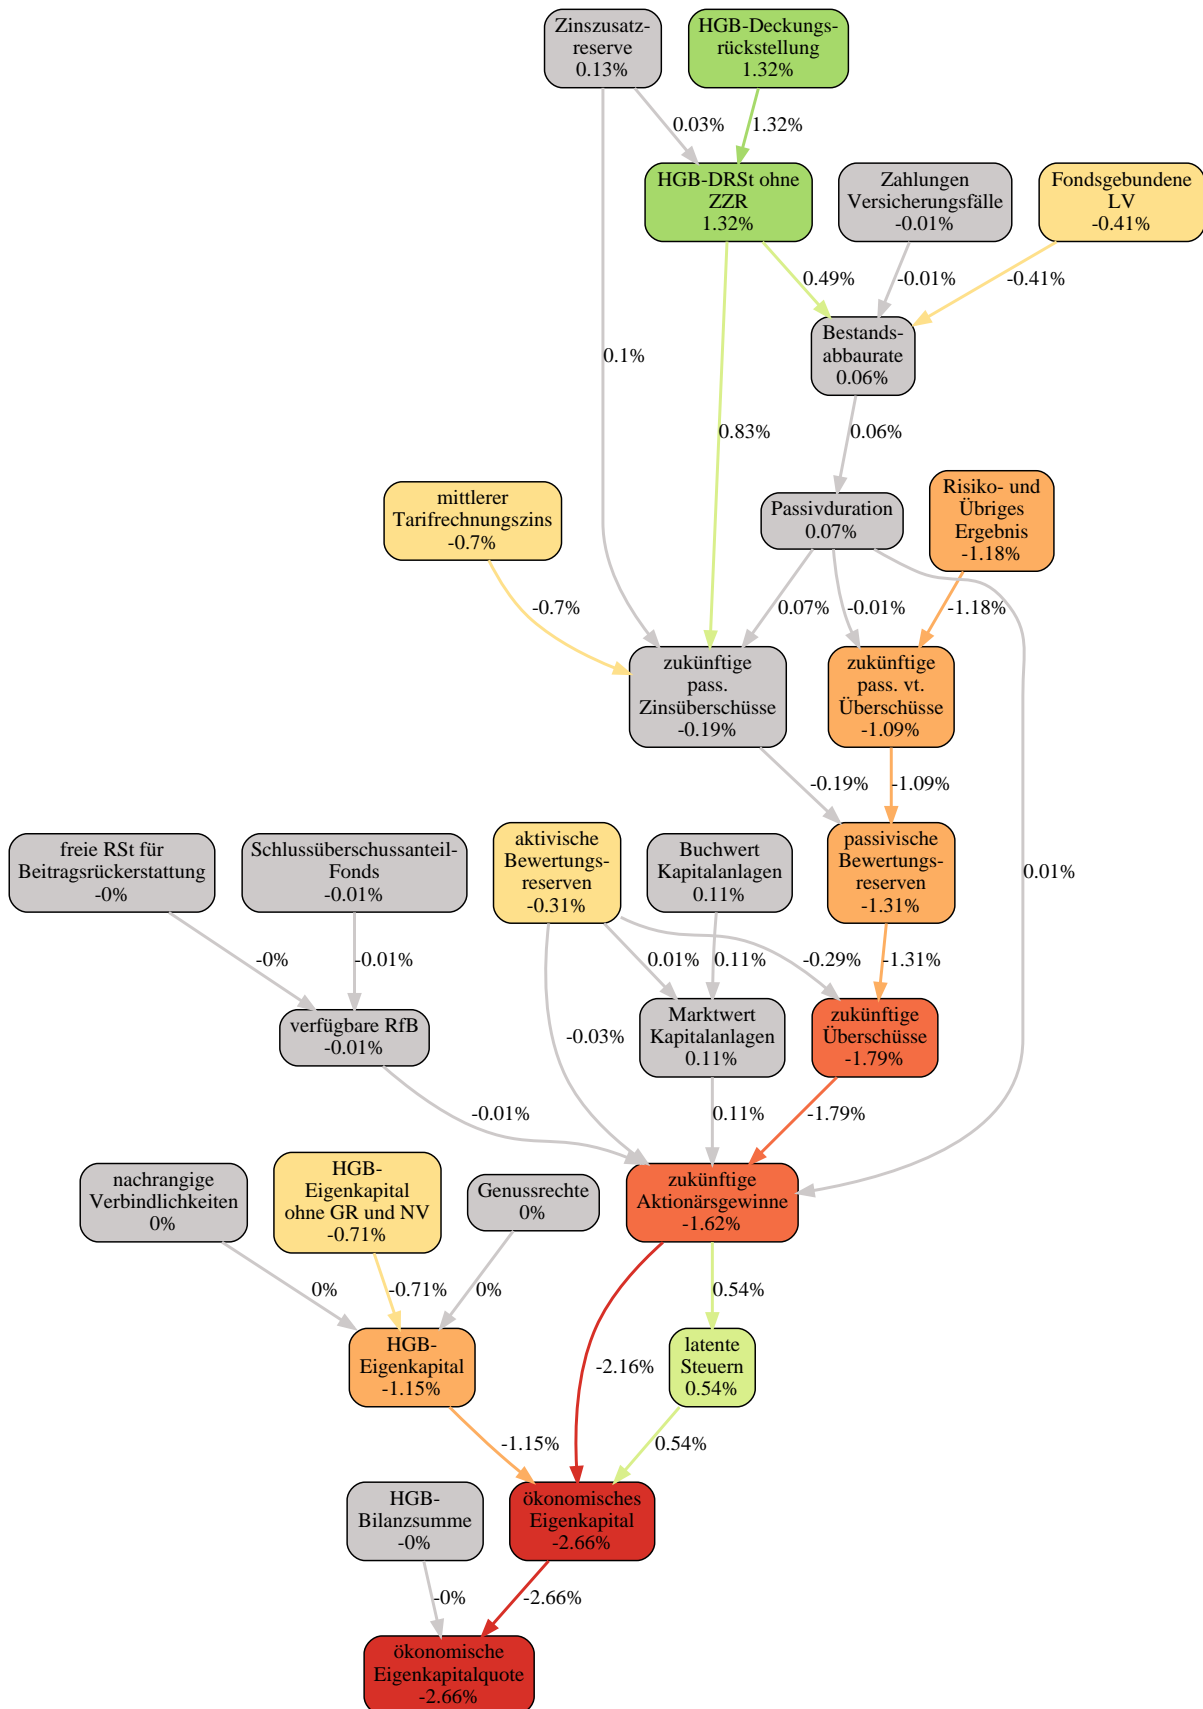 Zinszusatz-
reserve
0.13%
HGB-Deckungs-
rückstellung
1.32%
0.03%
1.32%
HGB-DRSt ohne
ZZR
1.32%
Zahlungen
Versicherungsfälle
-0.01%
Fondsgebundene
LV
-0.41%
0.49%
-0.01%
-0.41%
Bestands-
abbaurate
0.06%
0.1%
0.83%
0.06%
mittlerer
Tarifrechnungszins
-0.7%
Passivduration
0.07%
Risiko- und
Übriges
Ergebnis
-1.18%
-0.7%
0.07%
-0.01%
-1.18%
zukünftige
pass.
Zinsüberschüsse
-0.19%
zukünftige
pass. vt.
Überschüsse
-1.09%
-0.19%
-1.09%
freie RSt für
Beitragsrückerstattung
-0%
Schlussüberschussanteil-
Fonds
-0.01%
aktivische
Bewertungs-
reserven
-0.31%
Buchwert
Kapitalanlagen
0.11%
passivische
Bewertungs-
reserven
-1.31%
0.01%
-0%
-0.01%
0.01%
0.11%
-0.29%
-1.31%
verfügbare RfB
-0.01%
-0.03%
Marktwert
Kapitalanlagen
0.11%
zukünftige
Überschüsse
-1.79%
-0.01%
0.11%
-1.79%
nachrangige
Verbindlichkeiten
0%
HGB-
Eigenkapital
ohne GR und NV
-0.71%
Genussrechte
0%
zukünftige
Aktionärsgewinne
-1.62%
0%
-0.71%
0%
0.54%
HGB-
Eigenkapital
-1.15%
-2.16%
latente
Steuern
0.54%
-1.15%
0.54%
HGB-
Bilanzsumme
-0%
ökonomisches
Eigenkapital
-2.66%
-0%
-2.66%
ökonomische
Eigenkapitalquote
-2.66%